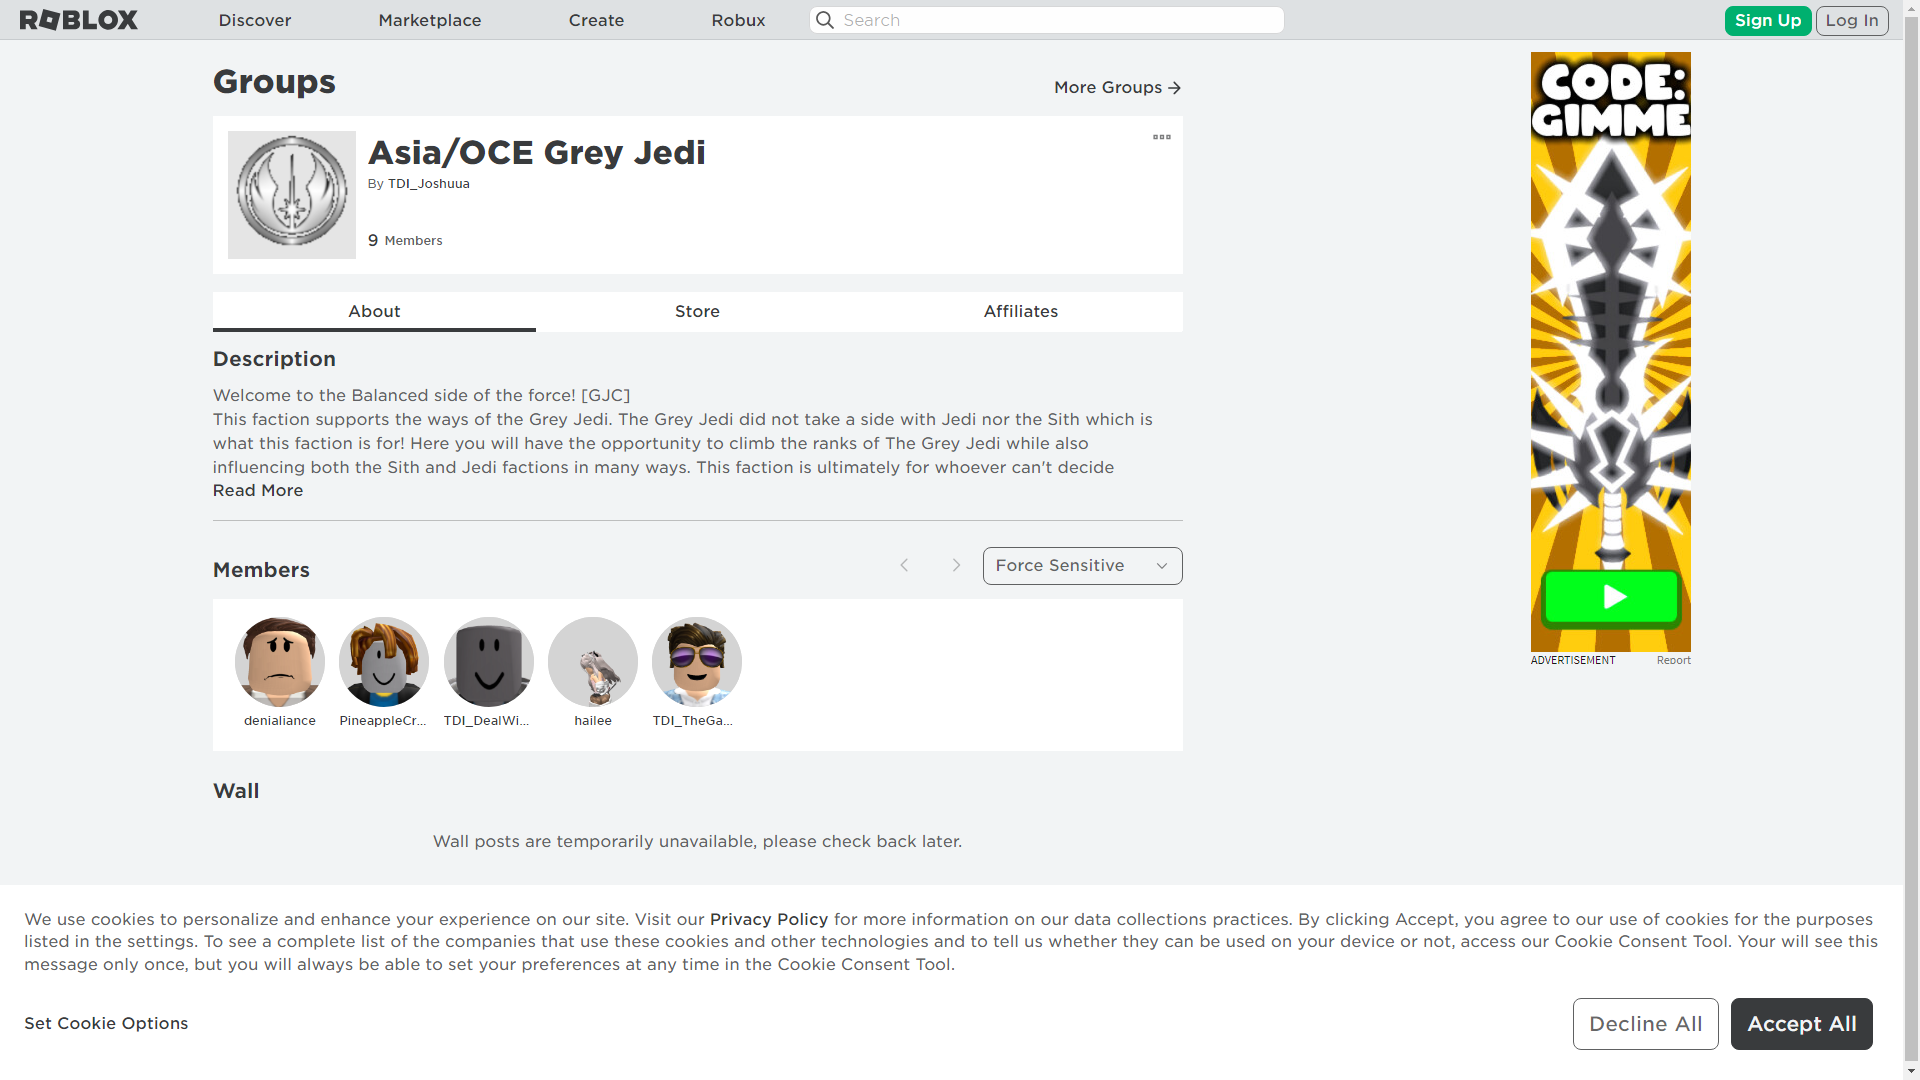 ROBLOX
Discover
Marketplace
Create
Robux
Search
Sign Up
Log In
Groups
More Groups
Asia/OCE Grey Jedi
By TDI_Joshuua
9 Members
About
Store
Affiliates
Description
Welcome to the Balanced side of the force! [GJC]
This faction supports the ways of the Grey Jedi. The Grey Jedi did not take a side with Jedi nor the Sith which is
what this faction is for! Here you will have the opportunity to climb the ranks of The Grey Jedi while also
influencing both the Sith and Jedi factions in many ways. This faction is ultimately for whoever can't decide
Read More
Members
Force Sensitive
denialiance
PineappleCr...
TDI_DealWi...
hailee
TDI_TheGa...
Wall
Wall posts are temporarily unavailable, please check back later.
CODE:
GIMME
ADVERTISEMENT
Report
We use cookies to personalize and enhance your experience on our site. Visit our Privacy Policy for more information on our data collections practices. By clicking Accept, you agree to our use of cookies for the purposes
listed in the settings. To see a complete list of the companies that use these cookies and other technologies and to tell us whether they can be used on your device or not, access our Cookie Consent Tool. Your will see this
message only once, but you will always be able to set your preferences at any time in the Cookie Consent Tool.
Set Cookie Options
Decline All
Accept All